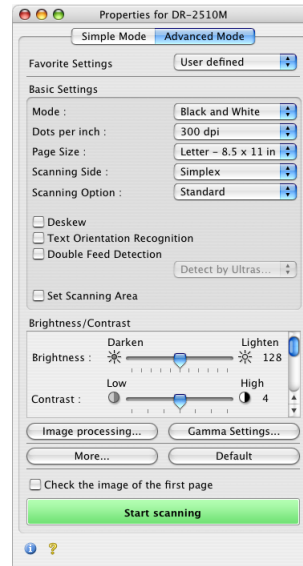 Properties for DR-2510M
Simple Mode Advanced Mode
Favorite Settings User defined
Basic Settings
Mode : Black and White
Dots per inch : 300 dpi
Page Size : Letter - 8.5 x 11 in
Scanning Side : Simplex
Scanning Option : Standard
Deskew
Text Orientation Recognition
Double Feed Detection
Detect by Ultras...
Set Scanning Area
Brightness/Contrast
Darken Lighten
Brightness : 128
Low High
Contrast : 4
Image processing... Gamma Settings...
More... Default
Check the image of the first page
Start scanning